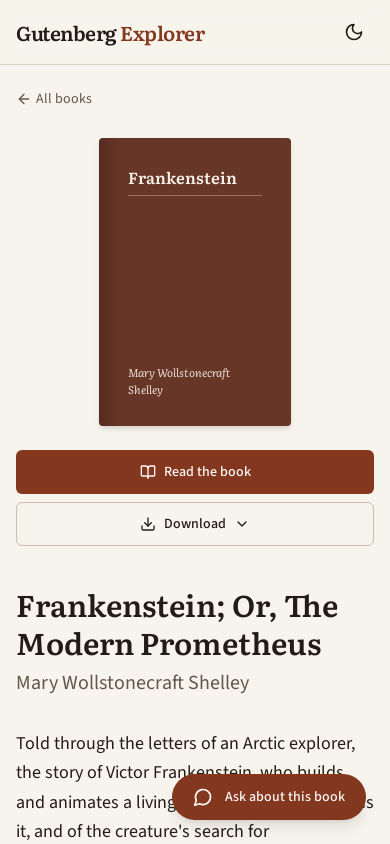 Gutenberg Explorer
All books
Frankenstein
Mary Wollstonecraft
Shelley
Read the book
Download
Frankenstein; Or, The
Modern Prometheus
Mary Wollstonecraft Shelley
Told through the letters of an Arctic explorer,
the story of Victor Frankenstein, who builds
and animates a living
Ask about this book
it, and of the creature's search for